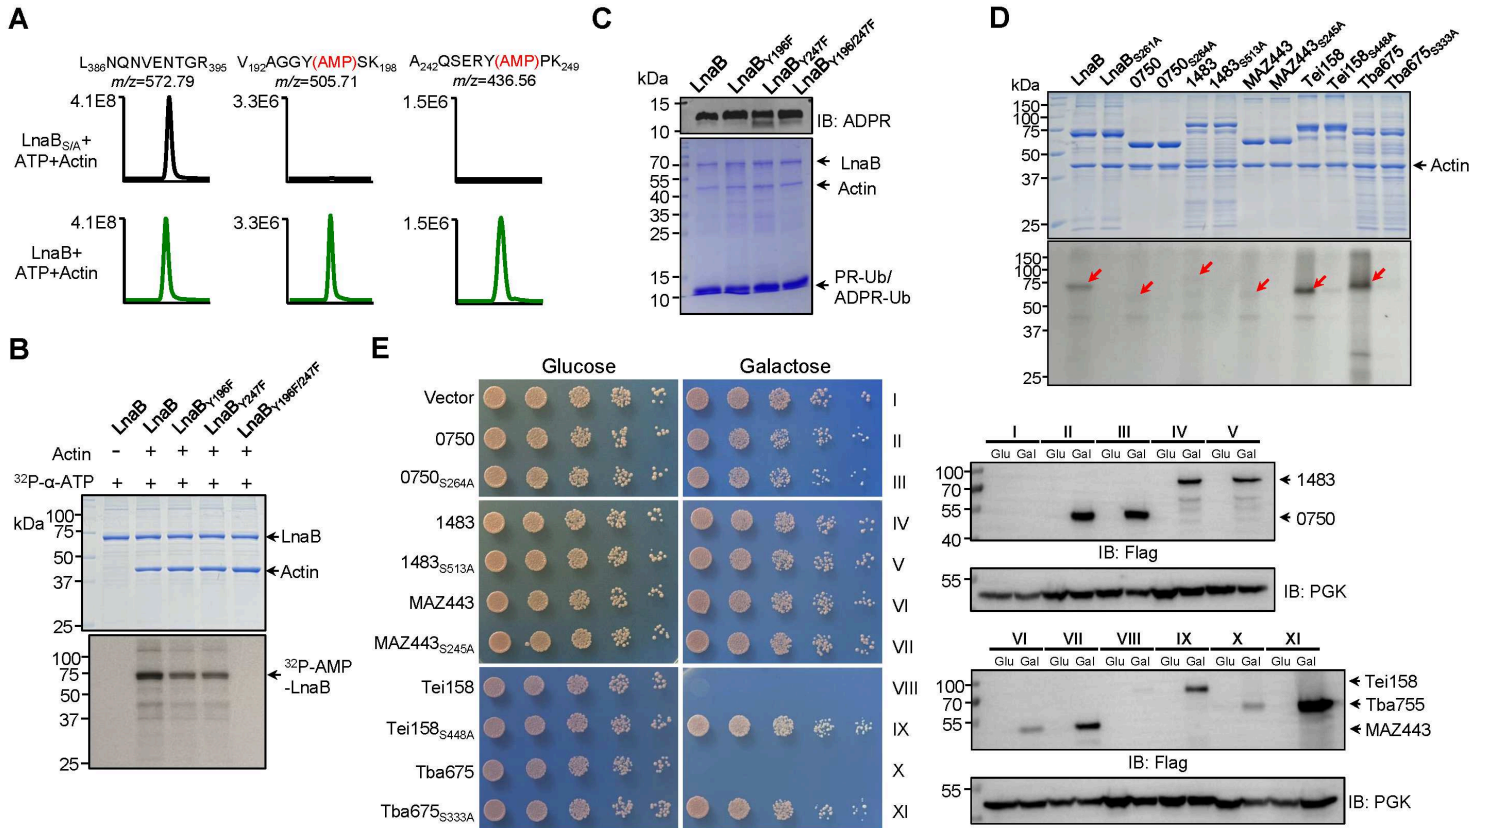 A
L386NQNVENTGR395
m/z=572.79
V192AGGY(AMP)SK198
m/z=505.71
A242QSERY(AMP)PK249
m/z=436.56
4.1E8
3.3E6
1.5E6
LnaBS/A+
ATP+Actin
4.1E8
3.3E6
1.5E6
LnaB+
ATP+Actin
B
LnaB
LnaB
LnaBY196F
LnaBY247F
LnaBY196F/247F
Actin - + + + +
32P-α-ATP + + + + +
kDa
100
75
50
37
25
LnaB
Actin
100
75
50
37
25
32P-AMP
-LnaB
C
LnaB
LnaBY196F
LnaBY247F
LnaBY196/247F
kDa
15
10
IB: ADPR
70
55
40
35
25
15
10
LnaB
Actin
PR-Ub/
ADPR-Ub
D
LnaB
LnaBS261A
0750
0750S264A
1483
1483S513A
MAZ443
MAZ443S245A
Tei158
Tei158S448A
Tba675
Tba675S333A
kDa
150
100
75
50
37
25
Actin
150
100
75
50
37
25
E
Glucose Galactose
Vector I
0750 II
0750S264A III
1483 IV
1483S513A V
MAZ443 VI
MAZ443S245A VII
Tei158 VIII
Tei158S448A IX
Tba675 X
Tba675S333A XI
I II III IV V
Glu Gal Glu Gal Glu Gal Glu Gal Glu Gal
100
70
55
40
1483
0750
IB: Flag
55
IB: PGK
VI VII VIII IX X XI
Glu Gal Glu Gal Glu Gal Glu Gal Glu Gal Glu Gal
100
70
55
Tei158
Tba755
MAZ443
IB: Flag
55
IB: PGK